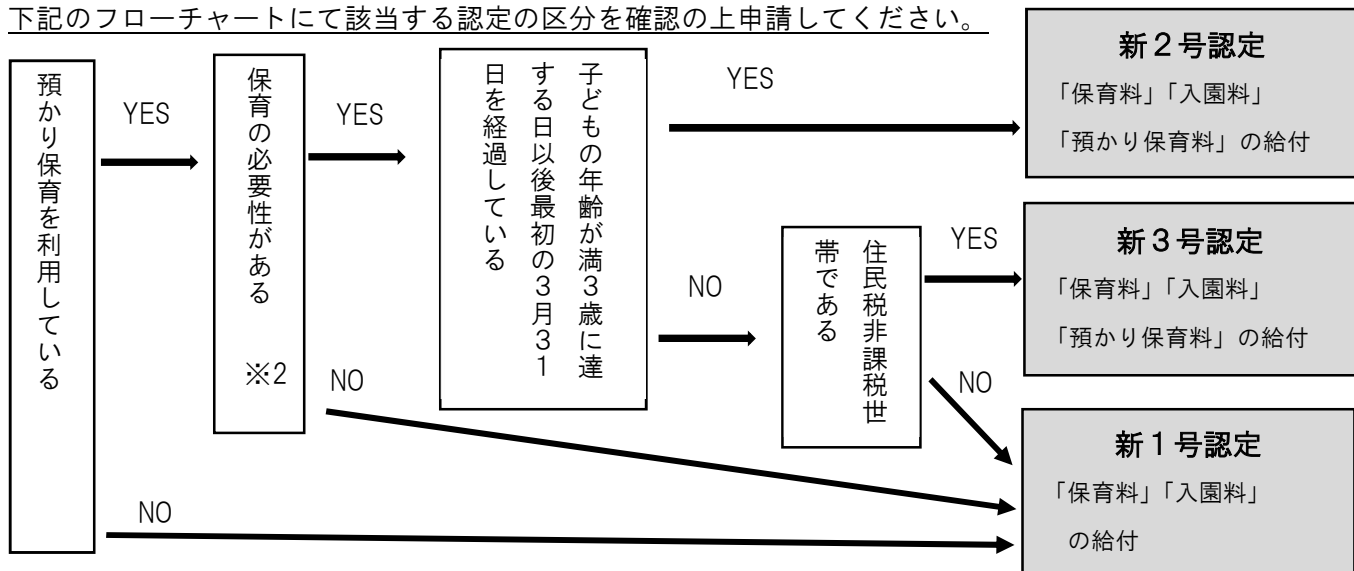 下記のフローチャートにて該当する認定の区分を確認の上申請してください。
預かり保育を利用している
YES
NO
保育の必要性がある　※2
YES
NO
子どもの年齢が満３歳に達
する日以後最初の３月３１
日を経過している
YES
NO
住民税非課税世
帯である
YES
NO
新２号認定
「保育料」「入園料」
「預かり保育料」の給付
新３号認定
「保育料」「入園料」
「預かり保育料」の給付
新１号認定
「保育料」「入園料」
の給付